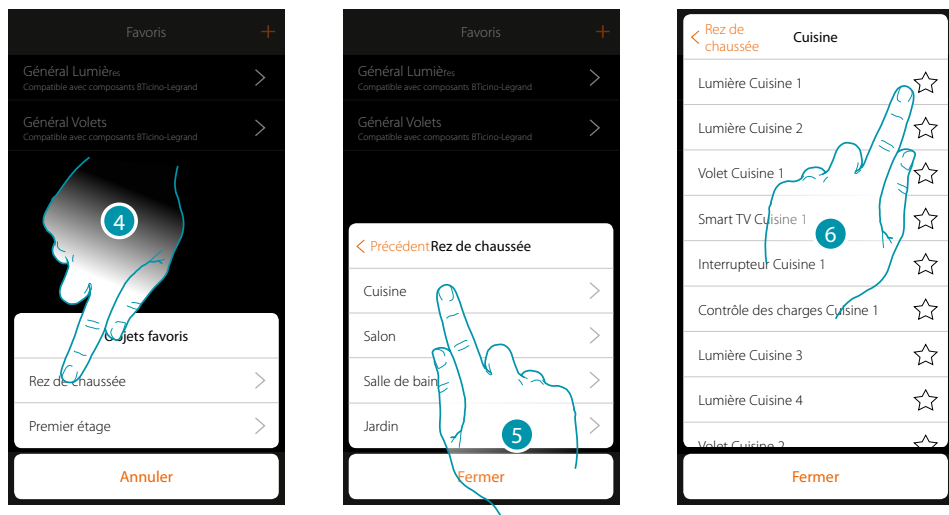 Favoris
+
Général Lumières
Compatible avec composants BTicino-Legrand
Général Volets
Compatible avec composants BTicino-Legrand
4
Objets favoris
Rez de chaussée
Premier étage
Annuler
Favoris
+
Général Lumières
Compatible avec composants BTicino-Legrand
Général Volets
Compatible avec composants BTicino-Legrand
Précédent Rez de chaussée
Cuisine
Salon
Salle de bain
Jardin
5
Fermer
Rez de
chaussée
Cuisine
Lumière Cuisine 1
Lumière Cuisine 2
Volet Cuisine 1
Smart TV Cuisine 1
6
Interrupteur Cuisine 1
Contrôle des charges Cuisine 1
Lumière Cuisine 3
Lumière Cuisine 4
Volet Cuisine 2
Fermer